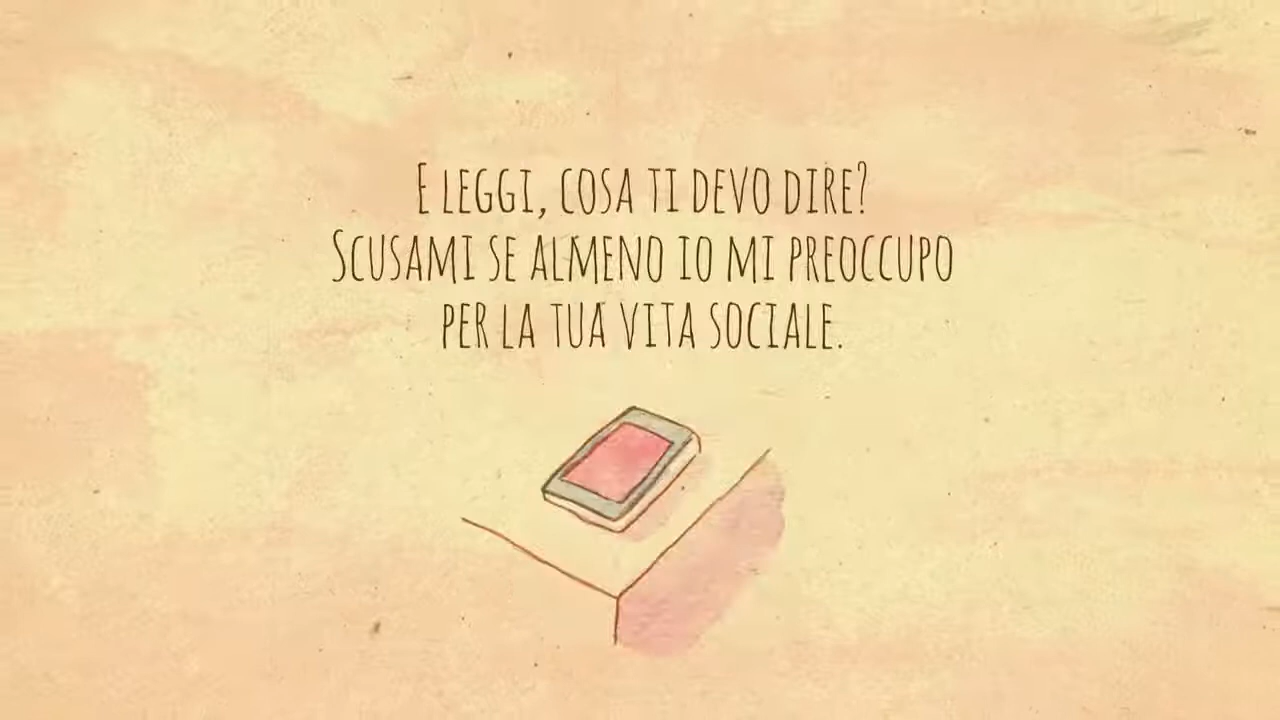 E leggi, cosa ti devo dire?
Scusami se almeno io mi preoccupo
per la tua vita sociale.